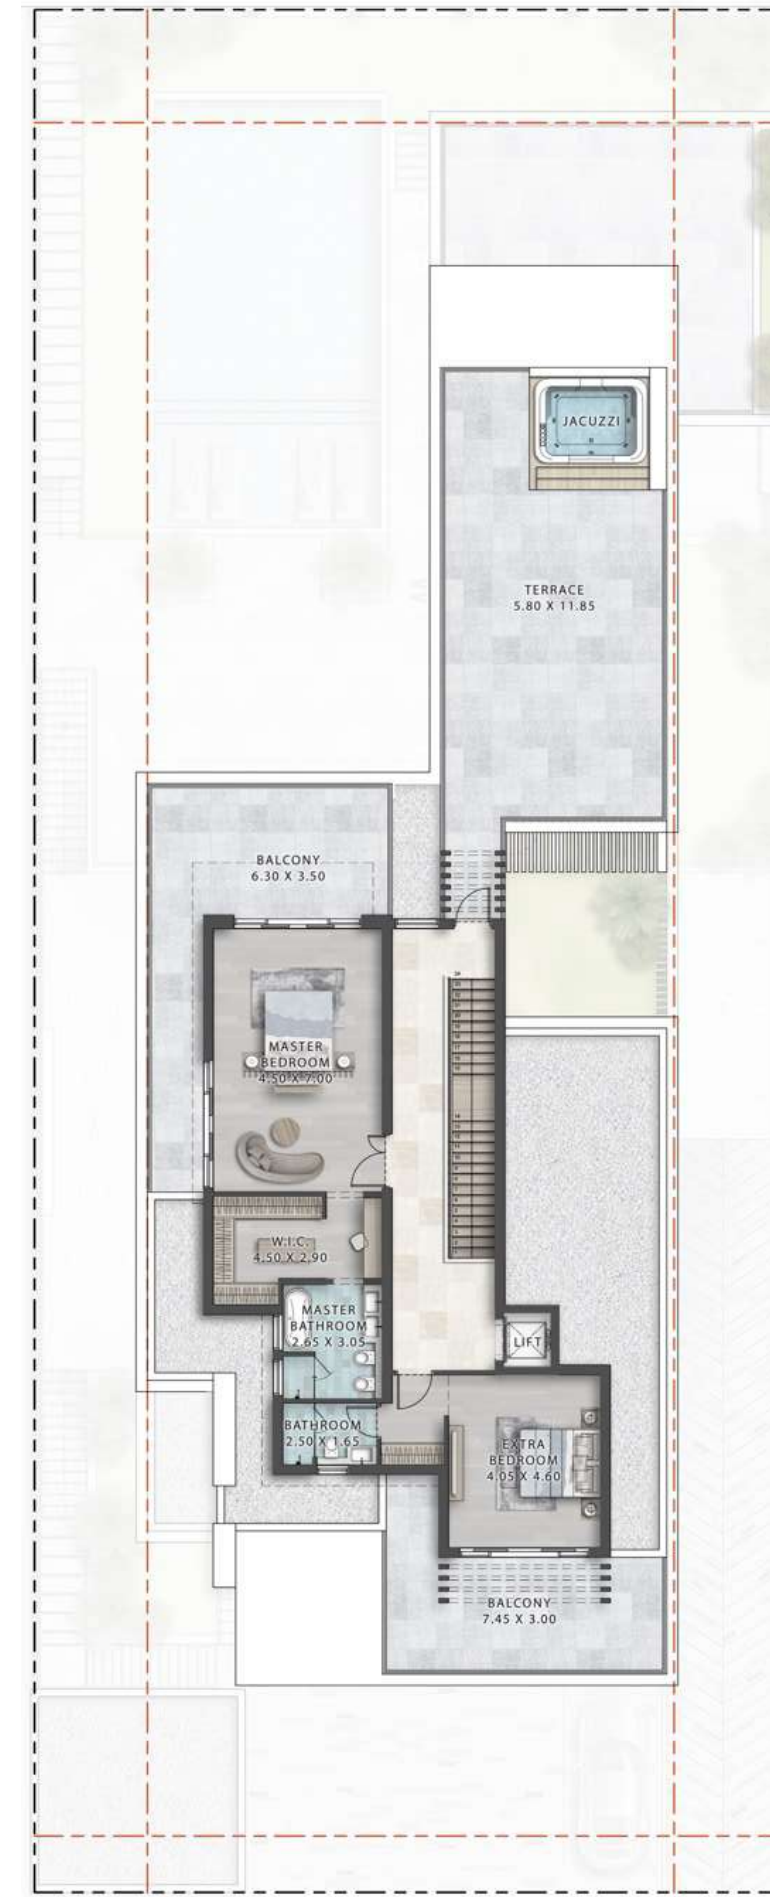 JACUZZI
TERRACE
5.80 X 11.85
BALCONY
6.30 X 3.50
MASTER
BEDROOM
4.50 X 7.00
W.I.C.
4.50 X 2.90
MASTER
BATHROOM
2.65 X 3.05
LIFT
BATHROOM
2.50 X 1.65
EXTRA
BEDROOM
4.05 X 4.60
BALCONY
7.45 X 3.00